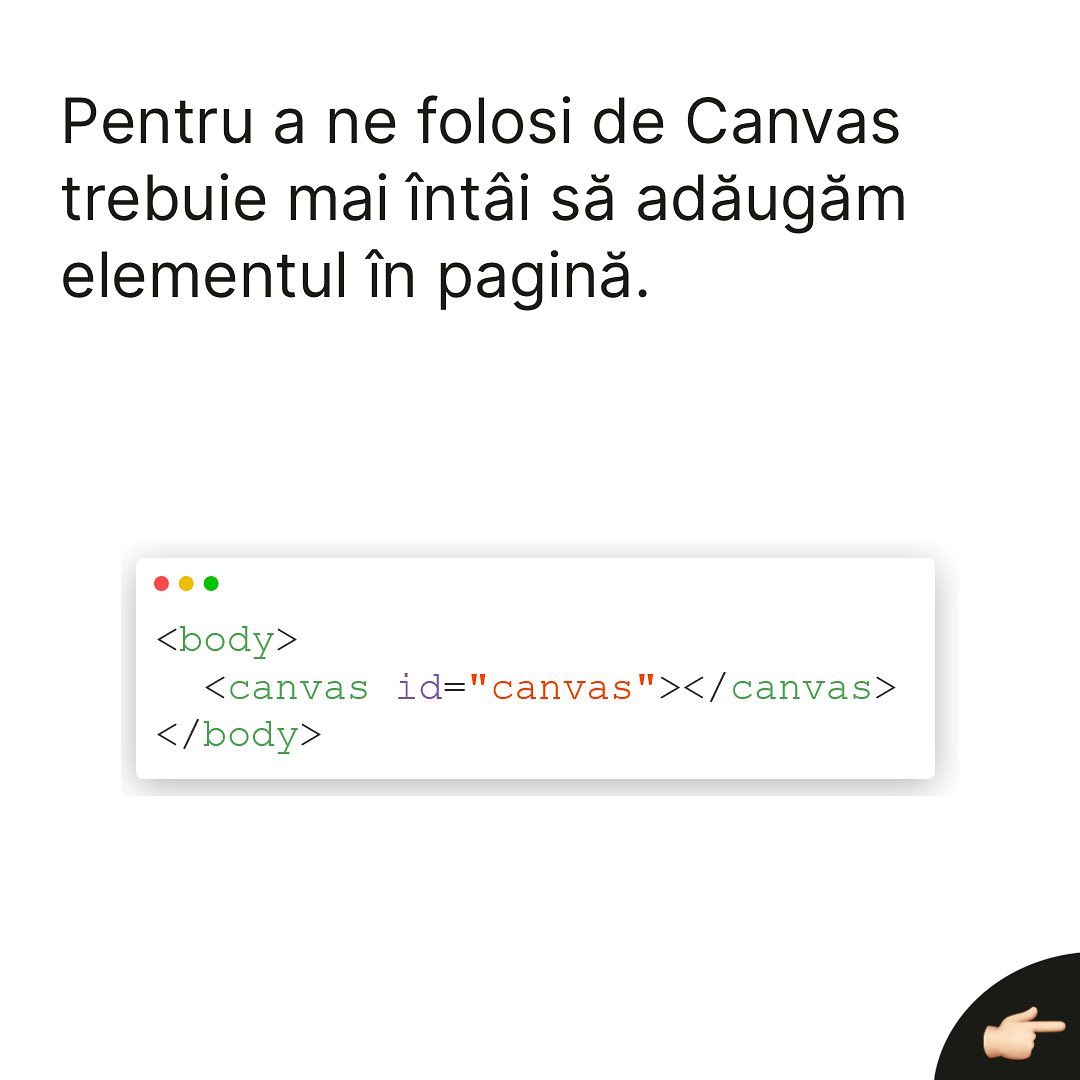 Pentru a ne folosi de Canvas
trebuie mai întâi să adăugăm
elementul în pagină.
<body>
  <canvas id="canvas"></canvas>
</body>